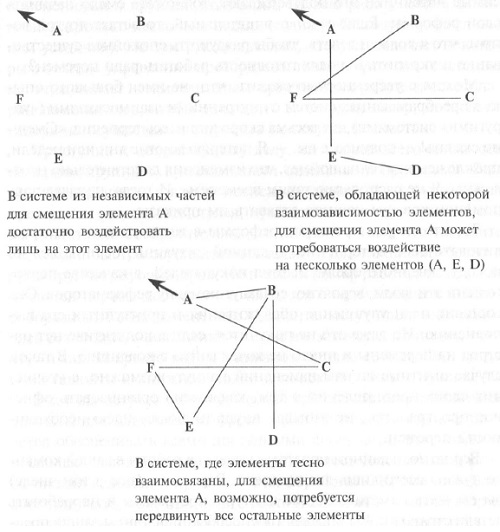 A
B
F
C
E
D
В системе из независимых частей
для смещения элемента А
достаточно воздействовать
лишь на этот элемент
A
B
F
C
E
D
В системе, обладающей некоторой
взаимозависимостью элементов,
для смещения элемента А может
потребоваться воздействие
на несколько элементов (А, Е, D)
A
B
F
C
E
D
В системе, где элементы тесно
взаимосвязаны, для смещения
элемента А, возможно, потребуется
передвинуть все остальные элементы